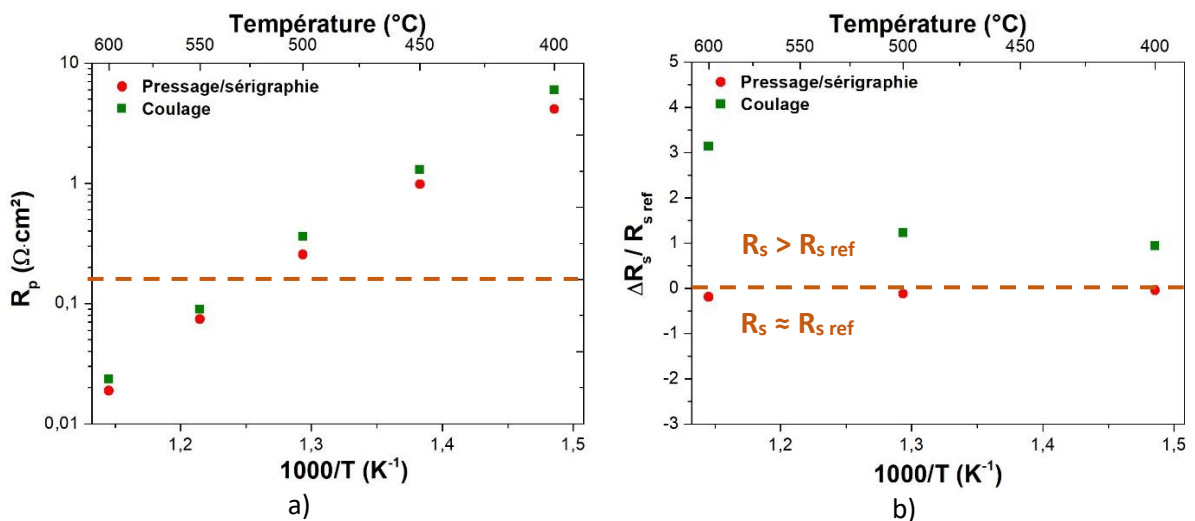 Température (°C)
600 550 500 450 400
10
1
0,1
0,01
Rp (Ω·cm²)
Pressage/sérigraphie
Coulage
1,2 1,3 1,4 1,5
1000/T (K⁻¹)
a)
Température (°C)
600 550 500 450 400
5
4
3
2
1
0
-1
-2
-3
ΔRs/ Rs ref
Pressage/sérigraphie
Coulage
Rs > Rs ref
Rs ≈ Rs ref
1,2 1,3 1,4 1,5
1000/T (K⁻¹)
b)